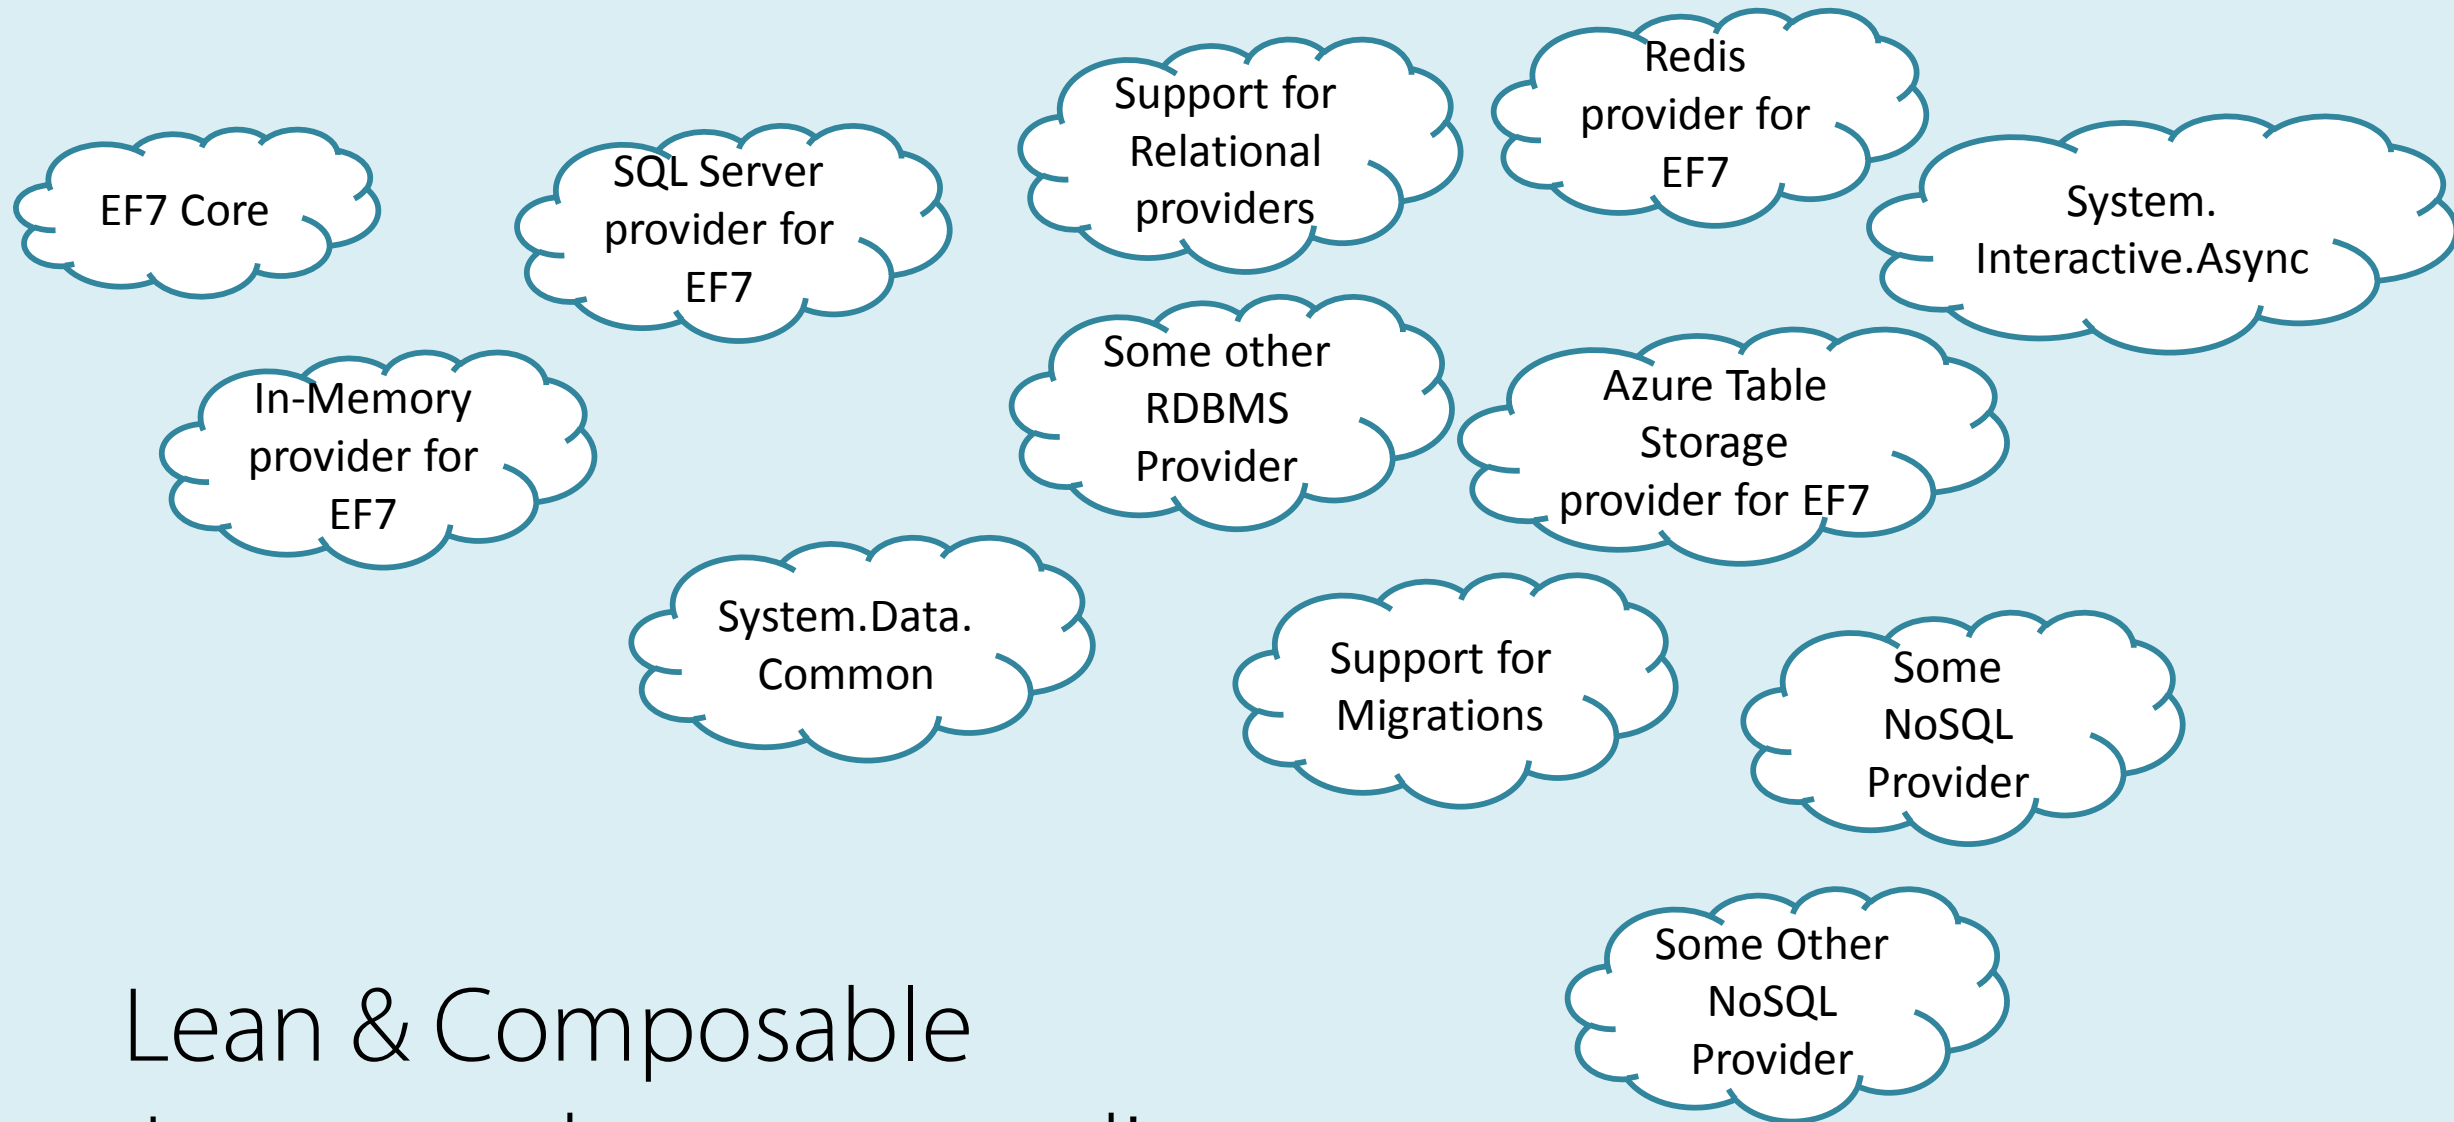 EF7 Core
SQL Server
provider for
EF7
Support for
Relational
providers
Redis
provider for
EF7
System.
Interactive.Async
In-Memory
provider for
EF7
Some other
RDBMS
Provider
Azure Table
Storage
provider for EF7
System.Data.
Common
Support for
Migrations
Some
NoSQL
Provider
Some Other
NoSQL
Provider
Lean & Composable